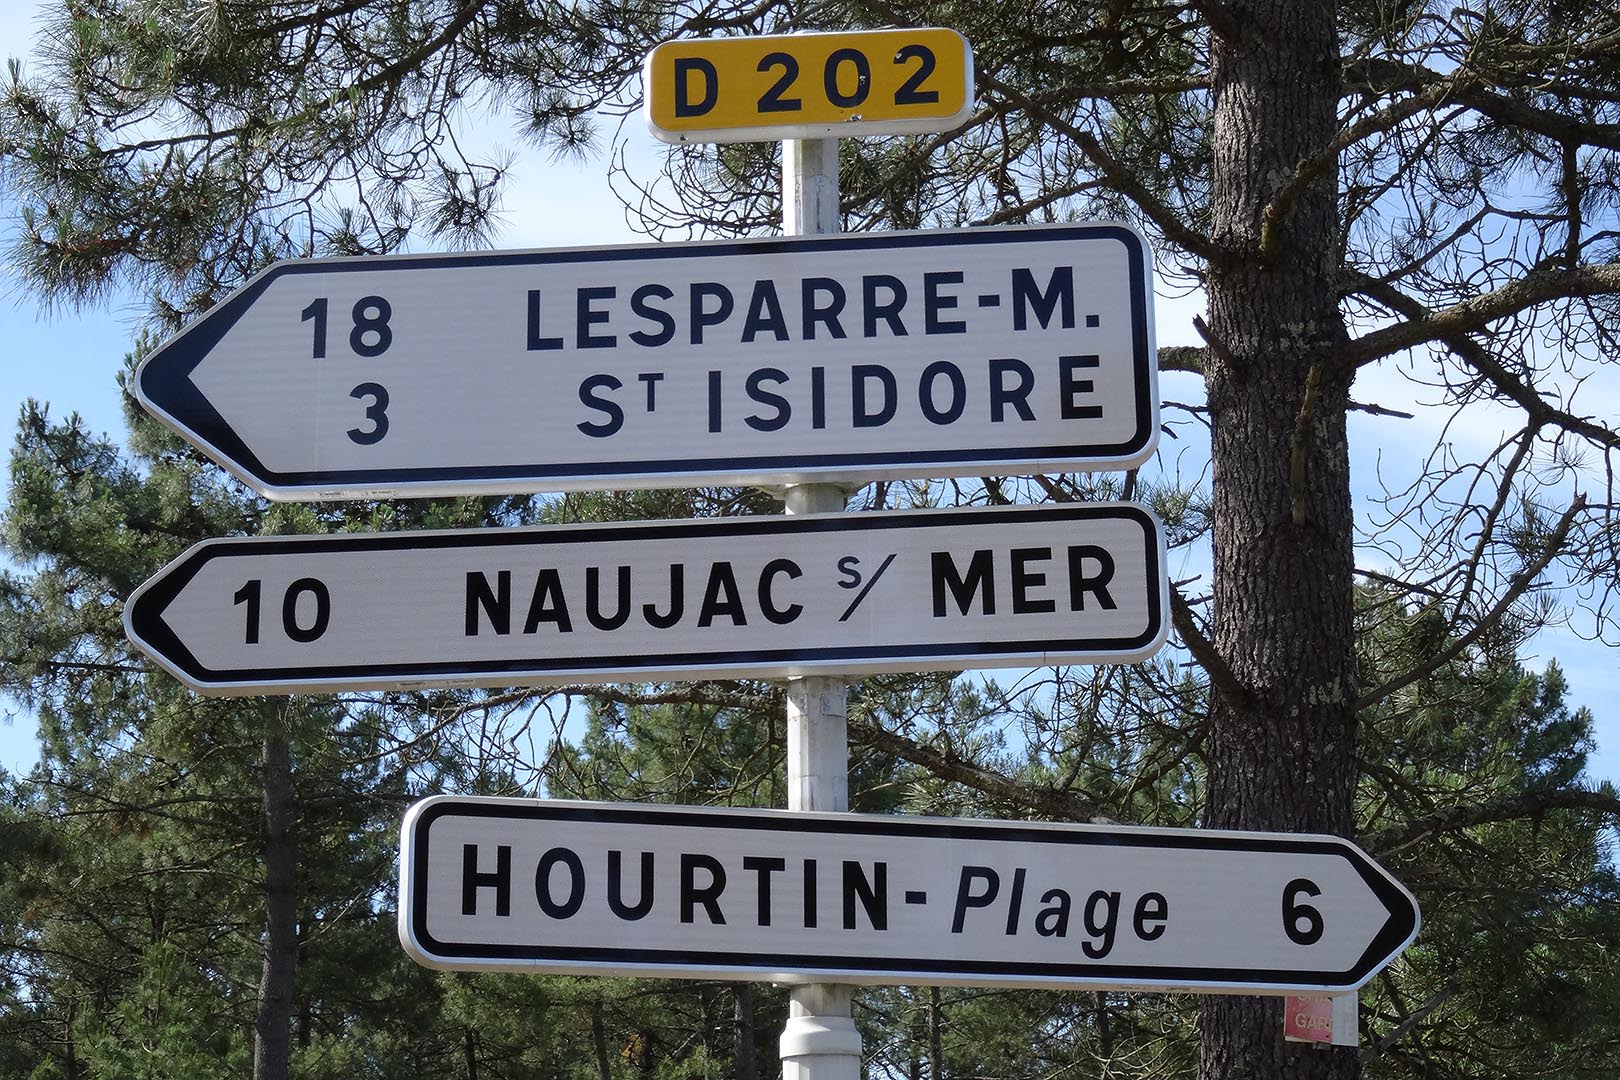 D 202
18 LESPARRE-M.
3 ST ISIDORE
10 NAUJAC s/ MER
HOURTIN-Plage 6